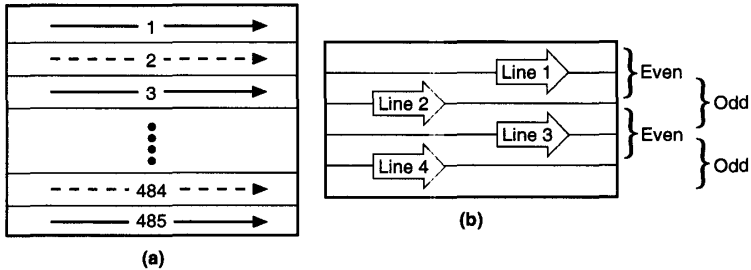 1
2
3
484
485
(a)
Line 1
Line 2
Line 3
Line 4
Even
Odd
Even
Odd
(b)